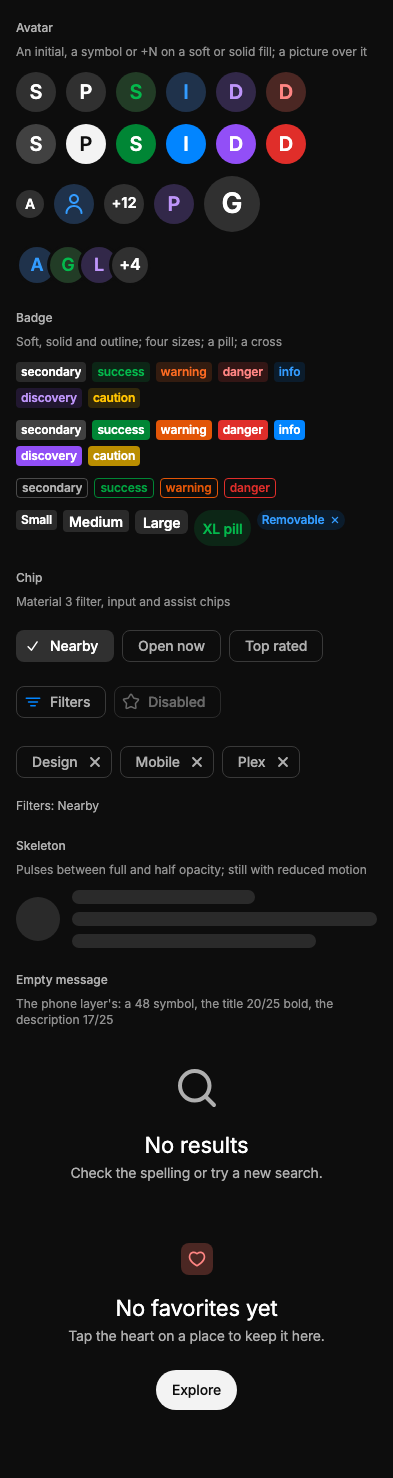 Avatar
An initial, a symbol or +N on a soft or solid fill; a picture over it
S P S I D D
S P S I D D
A +12 P G
A G L +4
Badge
Soft, solid and outline; four sizes; a pill; a cross
secondary success warning danger info
discovery caution
secondary success warning danger info
discovery caution
secondary success warning danger
Small Medium Large XL pill Removable ×
Chip
Material 3 filter, input and assist chips
Nearby Open now Top rated
Filters Disabled
Design Mobile Plex
Filters: Nearby
Skeleton
Pulses between full and half opacity; still with reduced motion
Empty message
The phone layer's: a 48 symbol, the title 20/25 bold, the
description 17/25
No results
Check the spelling or try a new search.
No favorites yet
Tap the heart on a place to keep it here.
Explore